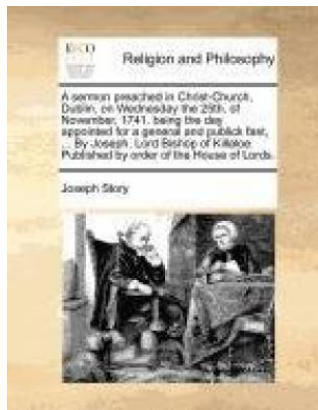 ECCO
Religion and Philosophy
A sermon preached in Christ-Church,
Dublin, on Wednesday the 25th, of
November, 1741. being the day
appointed for a general and publick fast,
... By Joseph, Lord Bishop of Killaloe.
Published by order of the House of Lords.
Joseph Story